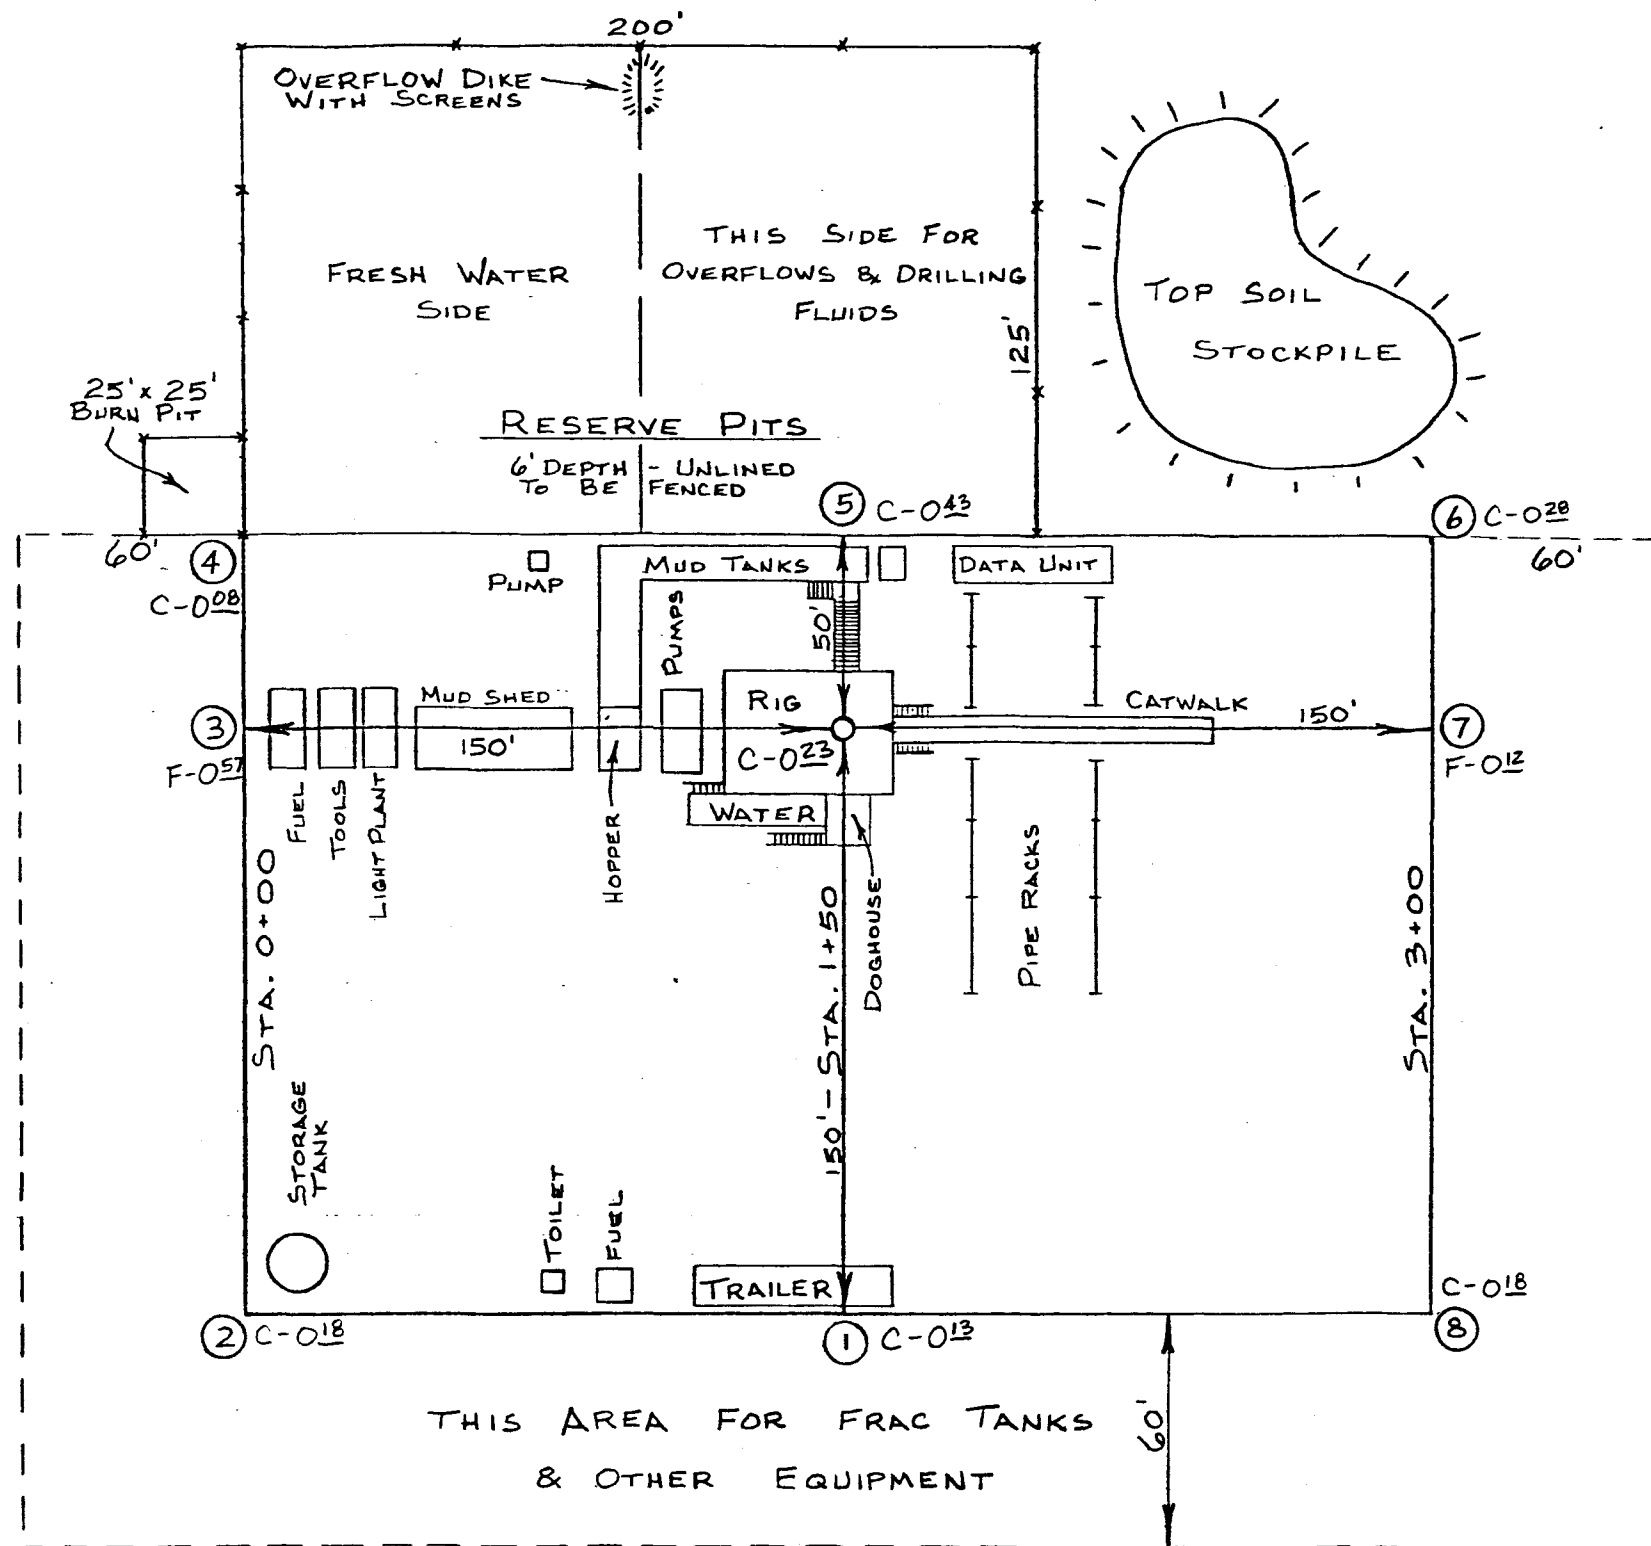 200'
OVERFLOW DIKE
WITH SCREENS
THIS SIDE FOR
OVERFLOWS & DRILLING
FLUIDS
FRESH WATER
SIDE
TOP SOIL
STOCKPILE
125'
25' x 25'
BURN PIT
RESERVE PITS
6' DEPTH - UNLINED
TO BE FENCED
5 C-0 43
6 C-0 28
60'
60'
4
C-0 08
PUMP
MUD TANKS
DATA UNIT
50'
PUMPS
MUD SHED
RIG
CATWALK
3
150'
150'
7
F-0 57
C-0 23
F-0 12
FUEL
TOOLS
LIGHT PLANT
HOPPER
WATER
DOGHOUSE
PIPE RACKS
STA. 0+00
150' - STA. 1+50
STA. 3+00
STORAGE
TANK
TOILET
FUEL
TRAILER
C-0 18
2 C-0 18
1 C-0 13
8
THIS AREA FOR FRAC TANKS
& OTHER EQUIPMENT
60'